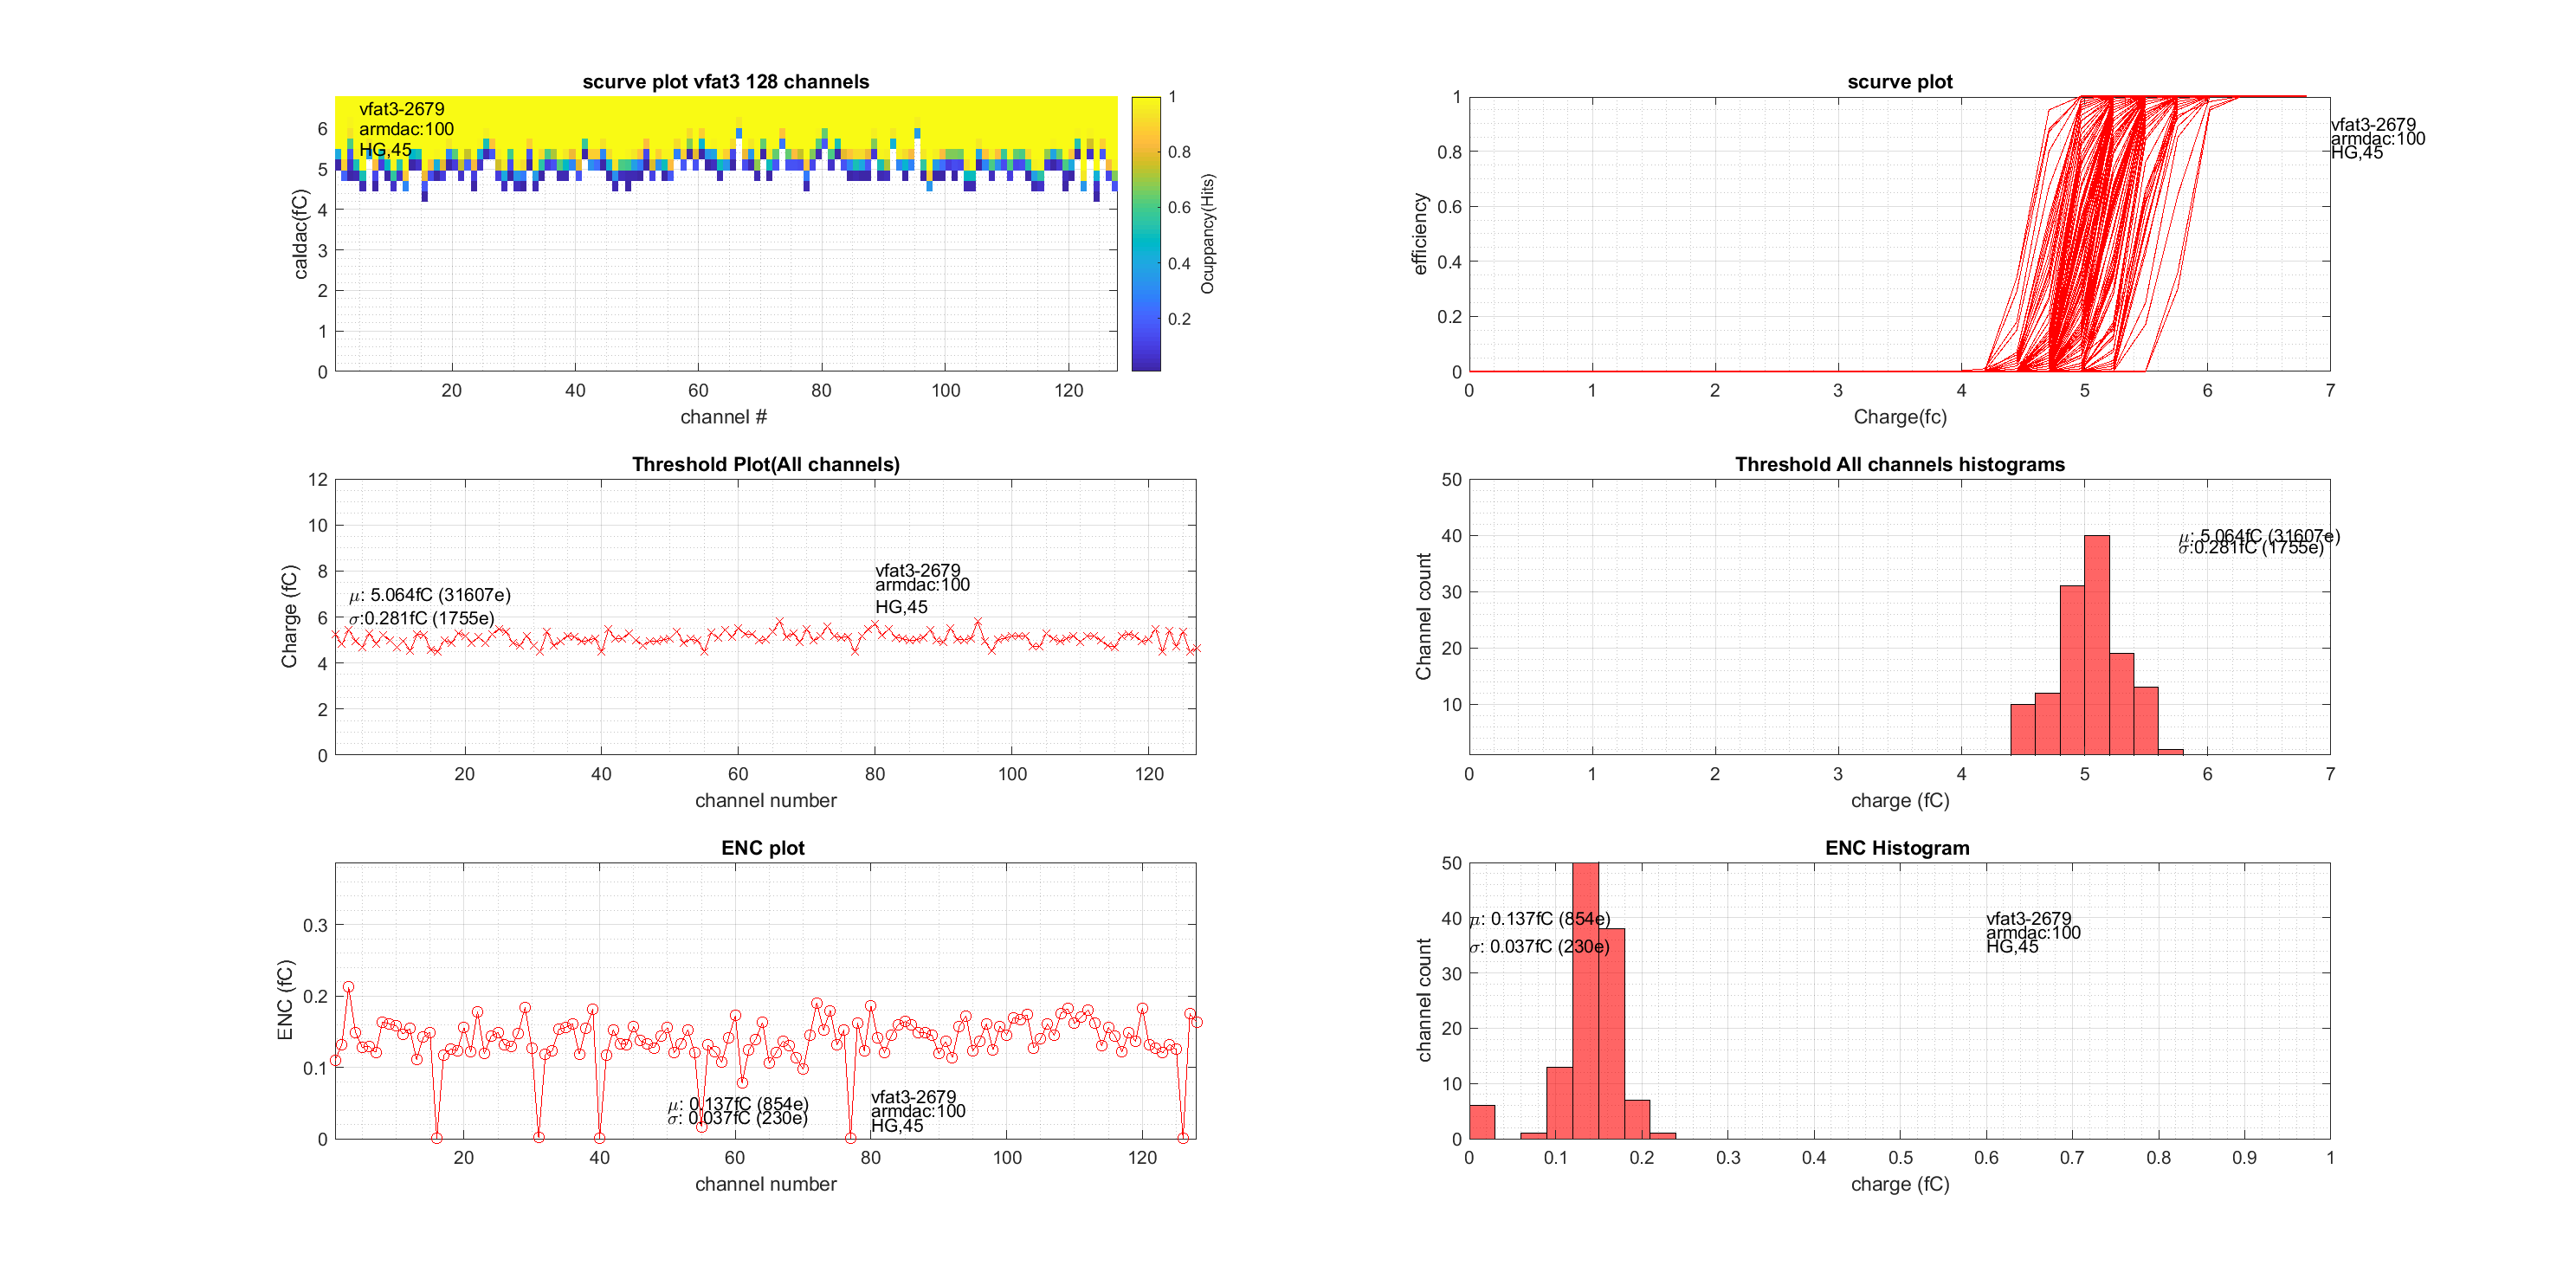 scurve plot vfat3 128 channels
vfat3-2679
armdac:100
HG,45
6
5
4
3
2
1
0
caldac(fC)
20 40 60 80 100 120
channel #
1
0.8
0.6
0.4
0.2
Ocuppancy(Hits)
scurve plot
1
0.8
0.6
0.4
0.2
0
efficiency
vfat3-2679
armdac:100
HG,45
0 1 2 3 4 5 6 7
Charge(fc)
Threshold Plot(All channels)
12
10
8
6
4
2
0
Charge (fC)
μ: 5.064fC (31607e)
σ:0.281fC (1755e)
vfat3-2679
armdac:100
HG,45
20 40 60 80 100 120
channel number
Threshold All channels histograms
50
40
30
20
10
Channel count
μ: 5.064fC (31607e)
σ:0.281fC (1755e)
0 1 2 3 4 5 6 7
charge (fC)
ENC plot
0.3
0.2
0.1
0
ENC (fC)
μ: 0.137fC (854e)
σ: 0.037fC (230e)
vfat3-2679
armdac:100
HG,45
20 40 60 80 100 120
channel number
ENC Histogram
50
40
30
20
10
0
channel count
μ: 0.137fC (854e)
σ: 0.037fC (230e)
vfat3-2679
armdac:100
HG,45
0 0.1 0.2 0.3 0.4 0.5 0.6 0.7 0.8 0.9 1
charge (fC)